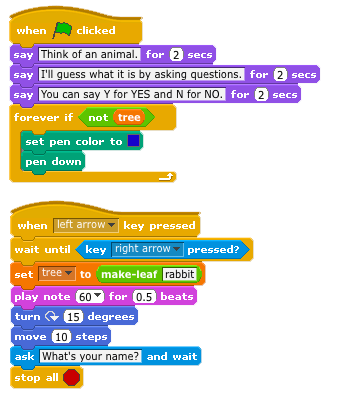 when clicked
say Think of an animal. for 2 secs
say I'll guess what it is by asking questions. for 2 secs
say You can say Y for YES and N for NO. for 2 secs
forever if not tree
set pen color to
pen down
when left arrow key pressed
wait until key right arrow pressed?
set tree to make-leaf rabbit
play note 60 for 0.5 beats
turn 15 degrees
move 10 steps
ask What's your name? and wait
stop all